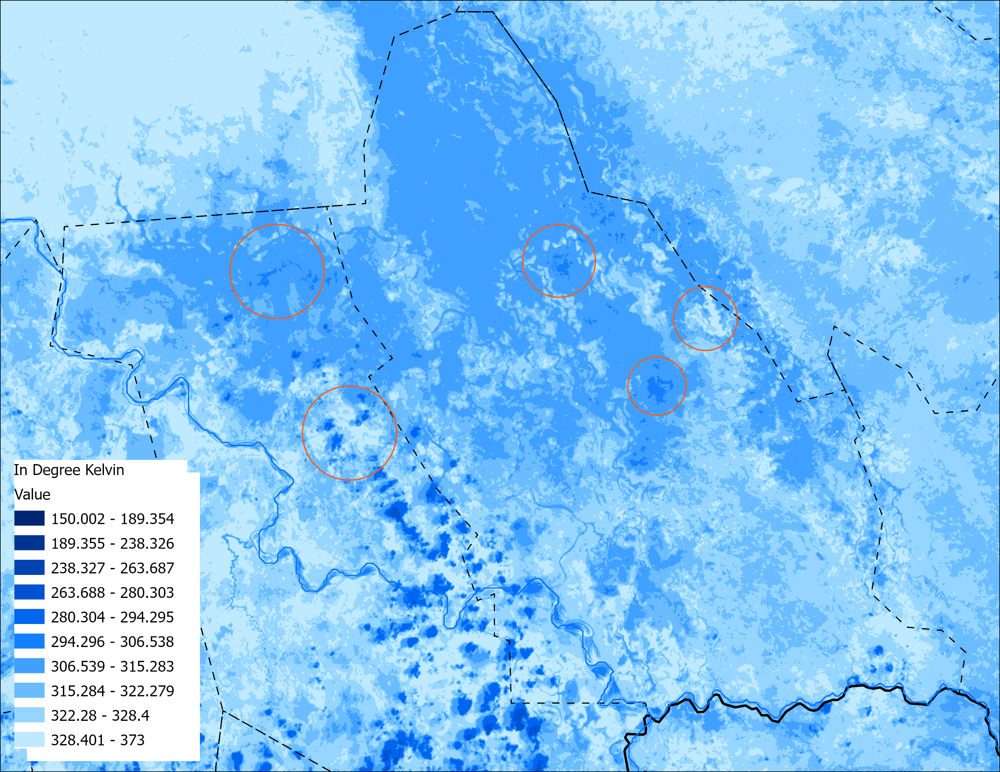 In Degree Kelvin
Value
150.002 - 189.354
189.355 - 238.326
238.327 - 263.687
263.688 - 280.303
280.304 - 294.295
294.296 - 306.538
306.539 - 315.283
315.284 - 322.279
322.28 - 328.4
328.401 - 373